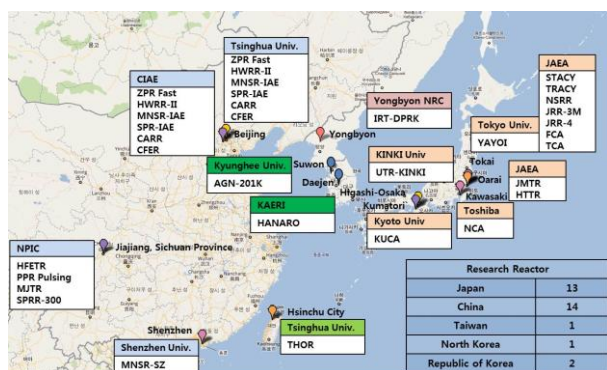 CIAE
ZPR Fast
HWRR-II
MNSR-IAE
SPR-IAE
CARR
CFER
Tsinghua Univ.
ZPR Fast
HWRR-II
MNSR-IAE
SPR-IAE
CARR
CFER
Beijing
Yongbyon NRC
IRT-DPRK
Yongbyon
JAEA
STACY
TRACY
NSRR
JRR-3M
JRR-4
FCA
TCA
Tokyo Univ.
YAYOI
Kyunghee Univ.
AGN-201K
Suwon
Daejen
KINKI Univ
UTR-KINKI
Tokai
Oarai
Kawasaki
JAEA
JMTR
HTTR
KAERI
HANARO
Higashi-Osaka
Kumatori
Kyoto Univ
KUCA
Toshiba
NCA
NPIC
HFETR
PPR Pulsing
MJTR
SPRR-300
Jiajiang, Sichuan Province
Hsinchu City
Tsinghua Univ.
THOR
Shenzhen
Shenzhen Univ.
MNSR-SZ
Research Reactor
Japan 13
China 14
Taiwan 1
North Korea 1
Republic of Korea 2